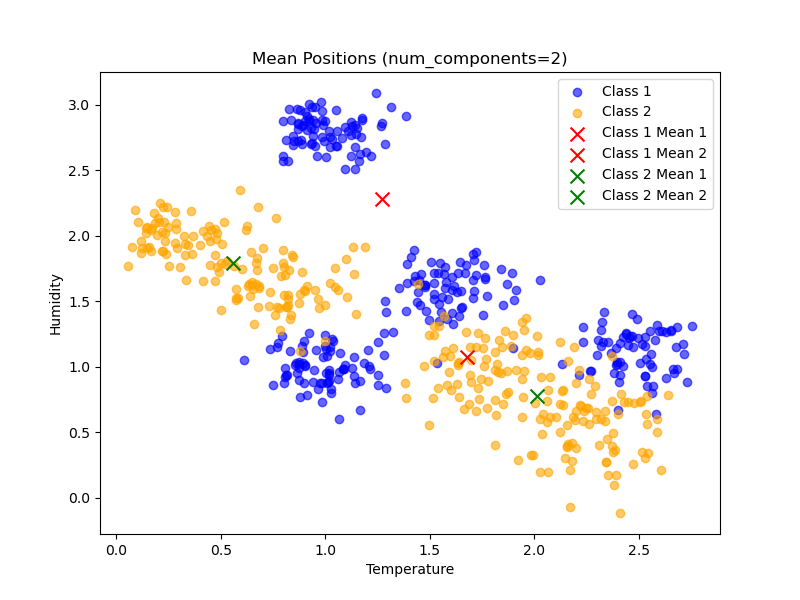 Mean Positions (num_components=2)
Class 1
Class 2
Class 1 Mean 1
Class 1 Mean 2
Class 2 Mean 1
Class 2 Mean 2
Humidity
3.0
2.5
2.0
1.5
1.0
0.5
0.0
0.0 0.5 1.0 1.5 2.0 2.5
Temperature